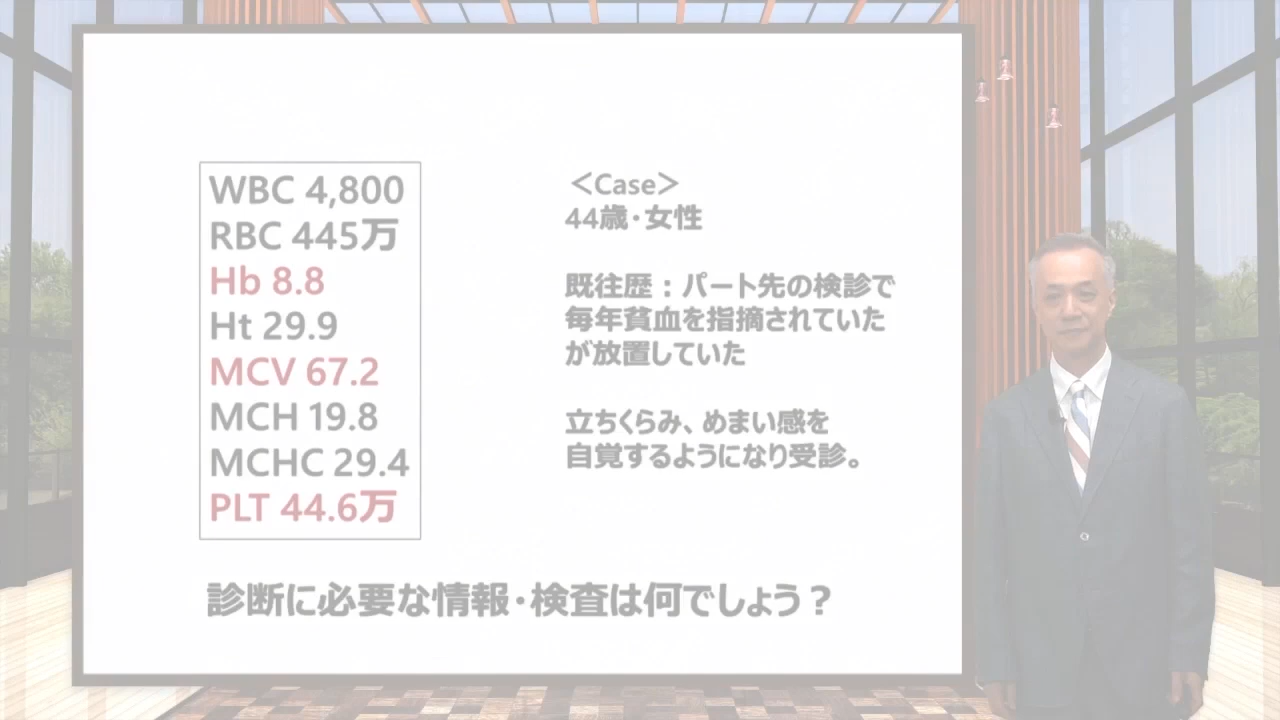 WBC 4,800
RBC 445万
Hb 8.8
Ht 29.9
MCV 67.2
MCH 19.8
MCHC 29.4
PLT 44.6万
＜Case＞
44歳・女性
既往歴：パート先の検診で
毎年貧血を指摘されていた
が放置していた
立ちくらみ、めまい感を
自覚するようになり受診。
診断に必要な情報・検査は何でしょう？